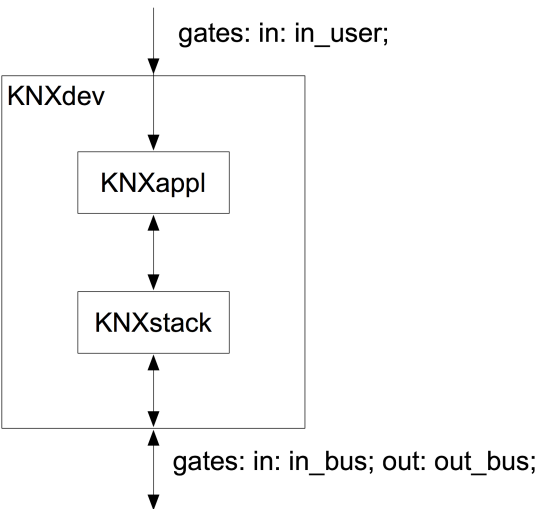 gates: in: in_user;
KNXdev
KNXappl
KNXstack
gates: in: in_bus; out: out_bus;